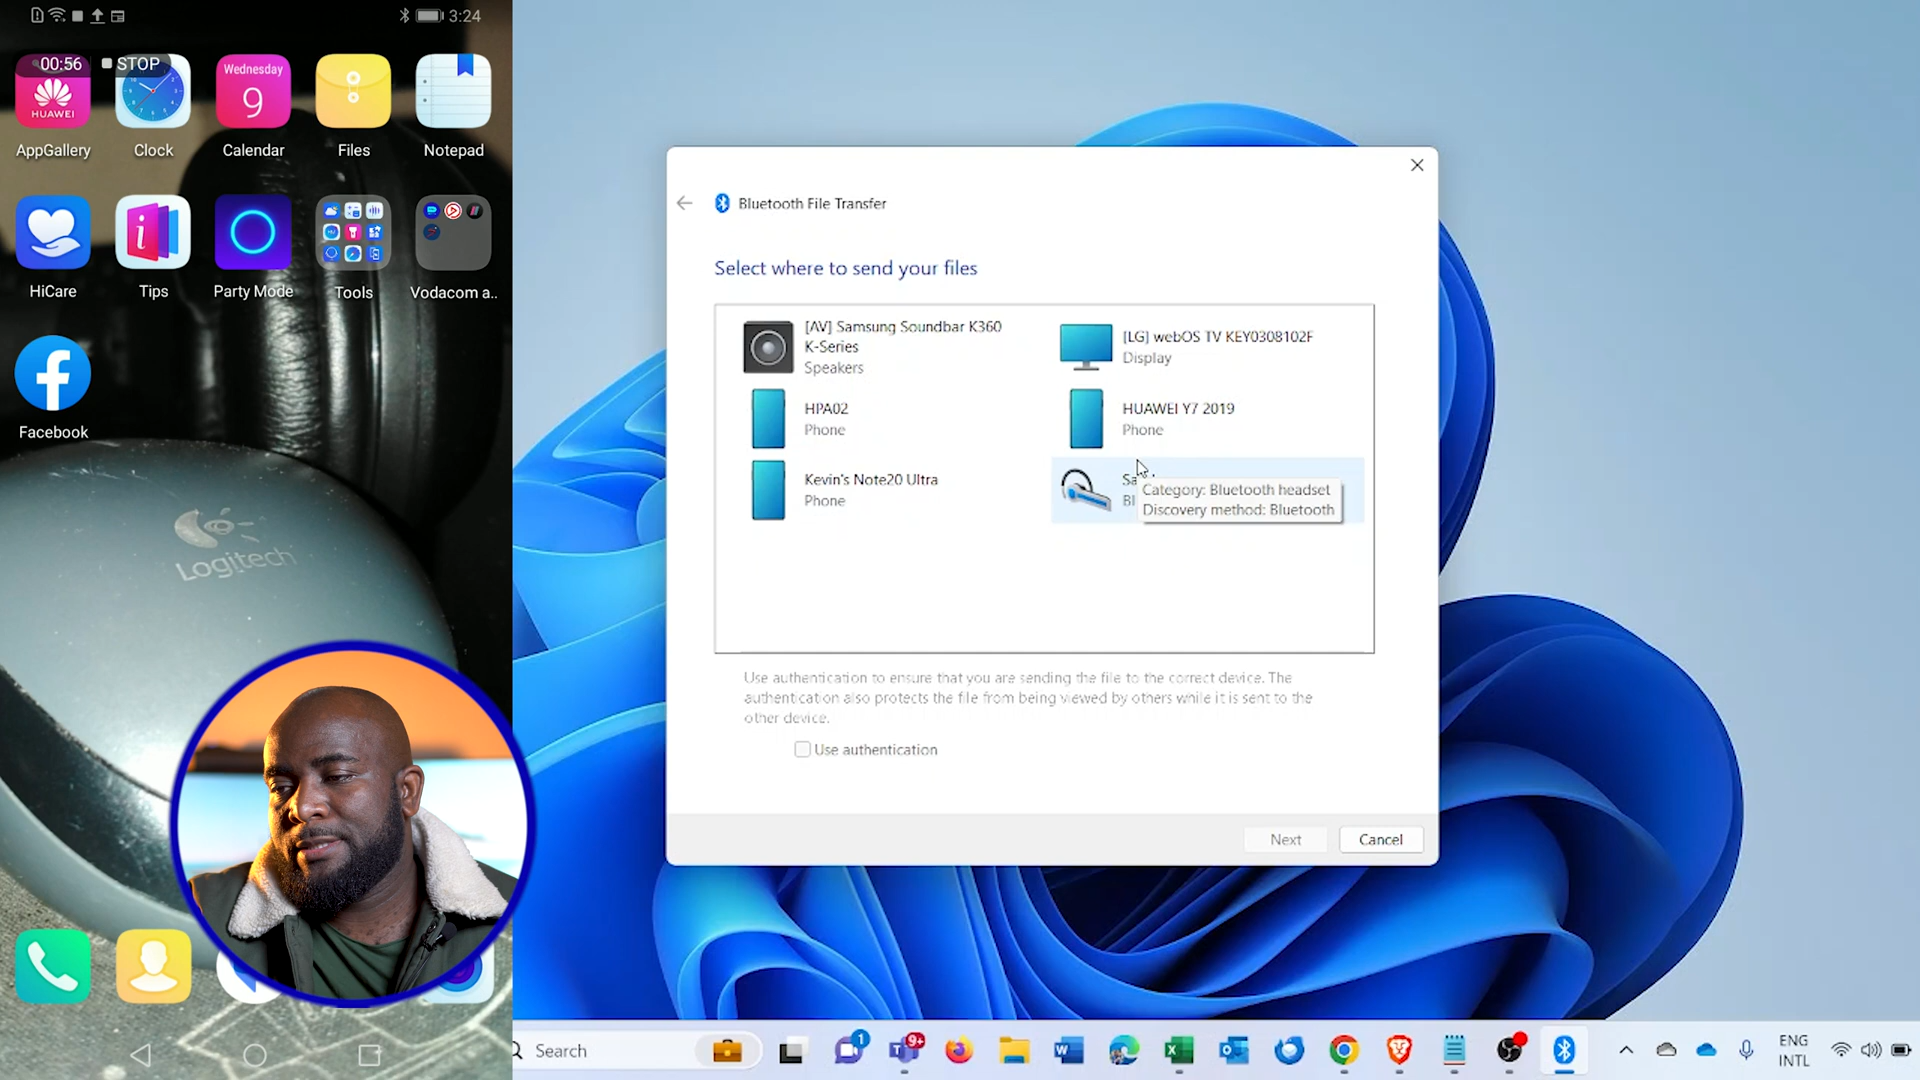 3:24
00:56 STOP
HUAWEI
Wednesday
9
AppGallery
Clock
Calendar
Files
Notepad
HiCare
Tips
Party Mode
Tools
Vodacom a..
Facebook
Logitech
Bluetooth File Transfer
Select where to send your files
[AV] Samsung Soundbar K360
K-Series
Speakers
[LG] webOS TV KEY0308102F
Display
HPA02
Phone
HUAWEI Y7 2019
Phone
Kevin's Note20 Ultra
Phone
Category: Bluetooth headset
Discovery method: Bluetooth
Use authentication to ensure that you are sending the file to the correct device. The
authentication also protects the file from being viewed by others while it is sent to the
other device.
Use authentication
Next
Cancel
Search
1
9+
ENG
INTL